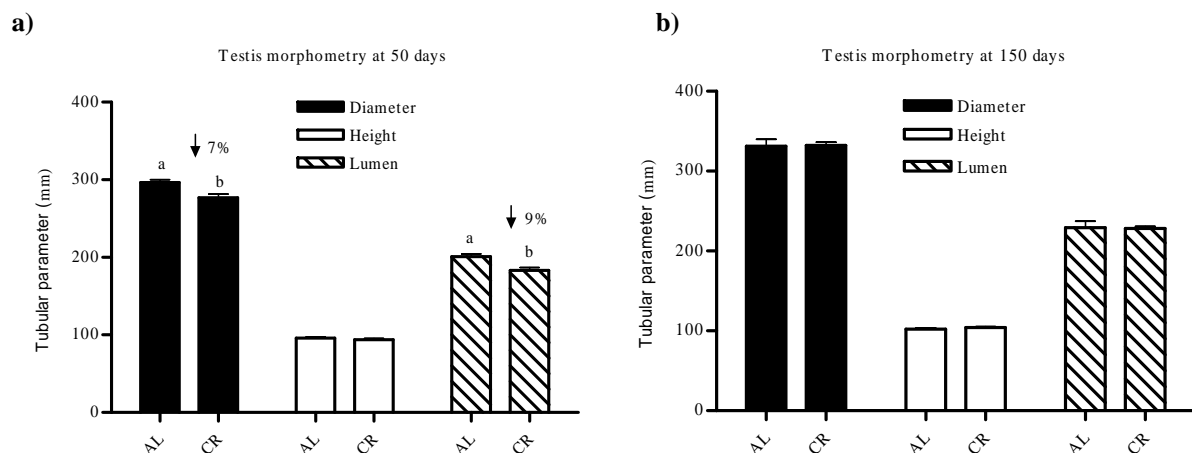 a)
Testis morphometry at 50 days
400
300
200
100
0
Tubular parameter (mm)
Diameter
Height
Lumen
a
↓ 7%
b
a
↓ 9%
b
AL
CR
AL
CR
AL
CR
b)
Testis morphometry at 150 days
400
300
200
100
0
Tubular parameter (mm)
Diameter
Height
Lumen
AL
CR
AL
CR
AL
CR